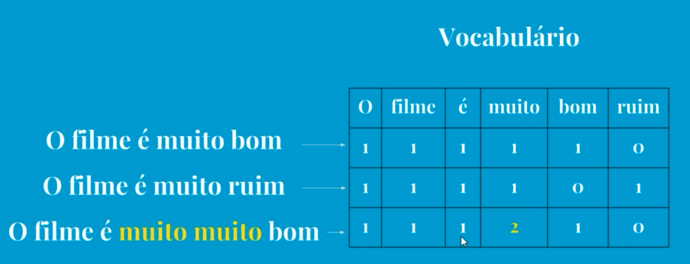 Vocabulário
O filme é muito bom ruim
O filme é muito bom 1 1 1 1 1 0
O filme é muito ruim 1 1 1 1 0 1
O filme é muito muito bom 1 1 1 2 1 0